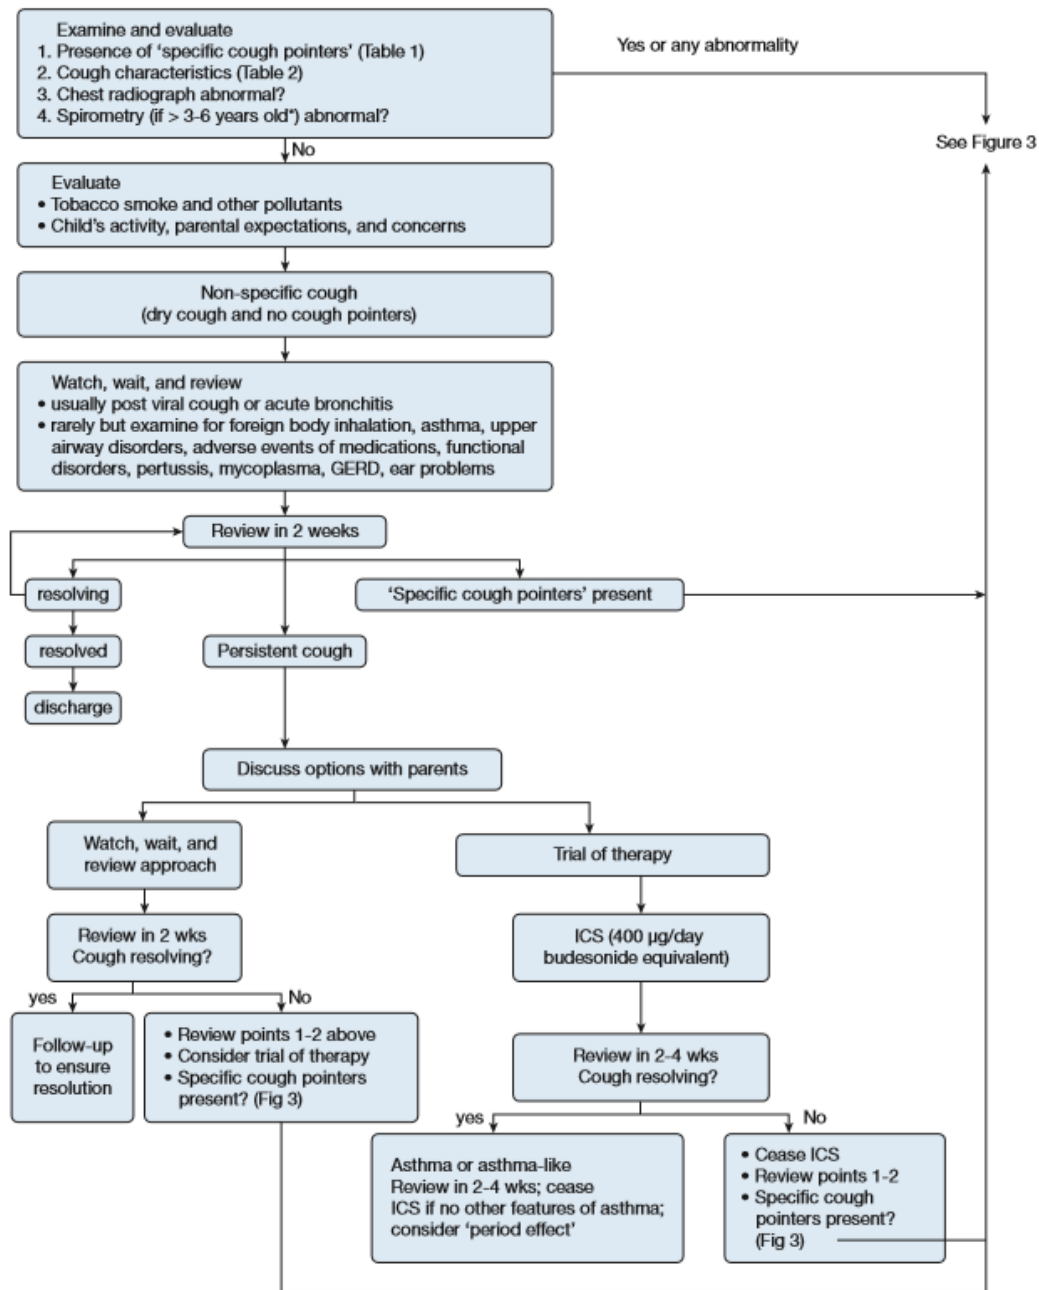 Examine and evaluate
1. Presence of ‘specific cough pointers’ (Table 1)
2. Cough characteristics (Table 2)
3. Chest radiograph abnormal?
4. Spirometry (if > 3-6 years old*) abnormal?
Yes or any abnormality
See Figure 3
No
Evaluate
• Tobacco smoke and other pollutants
• Child’s activity, parental expectations, and concerns
Non-specific cough
(dry cough and no cough pointers)
Watch, wait, and review
• usually post viral cough or acute bronchitis
• rarely but examine for foreign body inhalation, asthma, upper
airway disorders, adverse events of medications, functional
disorders, pertussis, mycoplasma, GERD, ear problems
Review in 2 weeks
resolving
‘Specific cough pointers’ present
resolved
Persistent cough
discharge
Discuss options with parents
Watch, wait, and
review approach
Trial of therapy
Review in 2 wks
Cough resolving?
ICS (400 µg/day
budesonide equivalent)
yes
No
Follow-up
to ensure
resolution
• Review points 1-2 above
• Consider trial of therapy
• Specific cough pointers
present? (Fig 3)
Review in 2-4 wks
Cough resolving?
yes
No
Asthma or asthma-like
Review in 2-4 wks; cease
ICS if no other features of asthma;
consider ‘period effect’
• Cease ICS
• Review points 1-2
• Specific cough
pointers present?
(Fig 3)